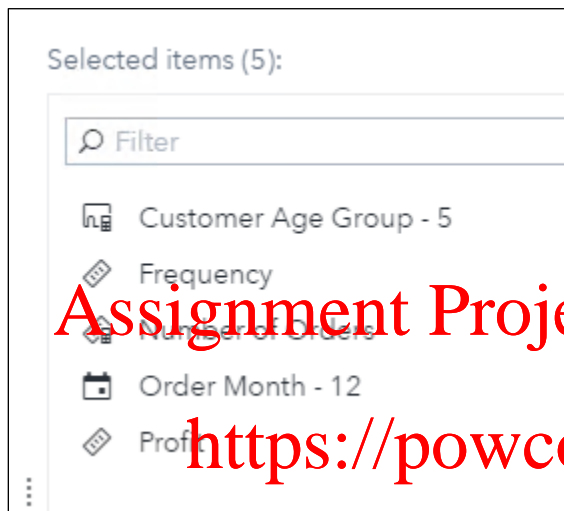 Selected items (5):
Filter
Customer Age Group - 5
Frequency
Assignment Proje
Number of Orders
Order Month - 12
Profit
https://powco